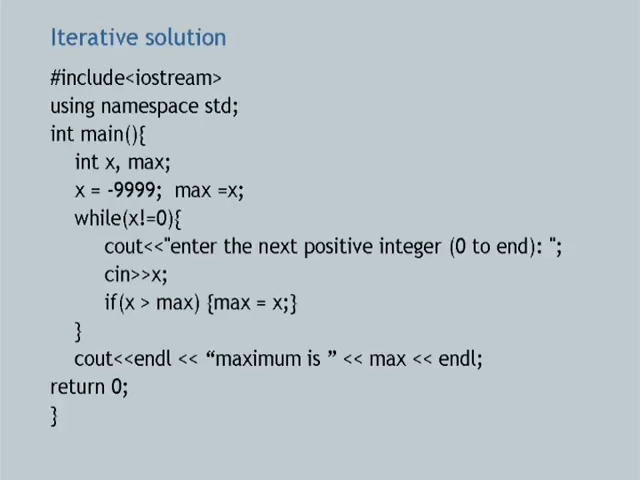 Iterative solution
#include<iostream>
using namespace std;
int main(){
int x, max;
x = -9999; max =x;
while(x!=0){
cout<<"enter the next positive integer (0 to end): ";
cin>>x;
if(x > max) {max = x;}
}
cout<<endl << “maximum is ” << max << endl;
return 0;
}